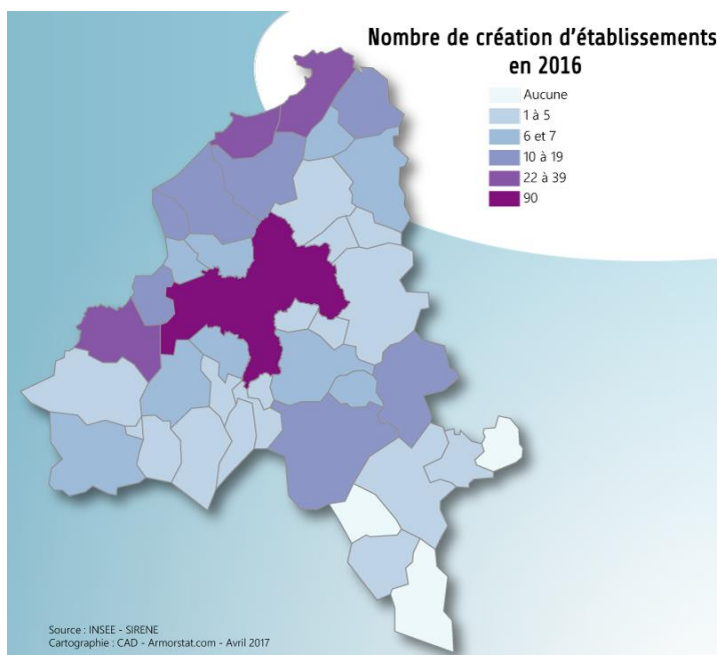 Nombre de création d'établissements
en 2016
Aucune
1 à 5
6 et 7
10 à 19
22 à 39
90
Source : INSEE - SIRENE
Cartographie : CAD - Armorstat.com - Avril 2017